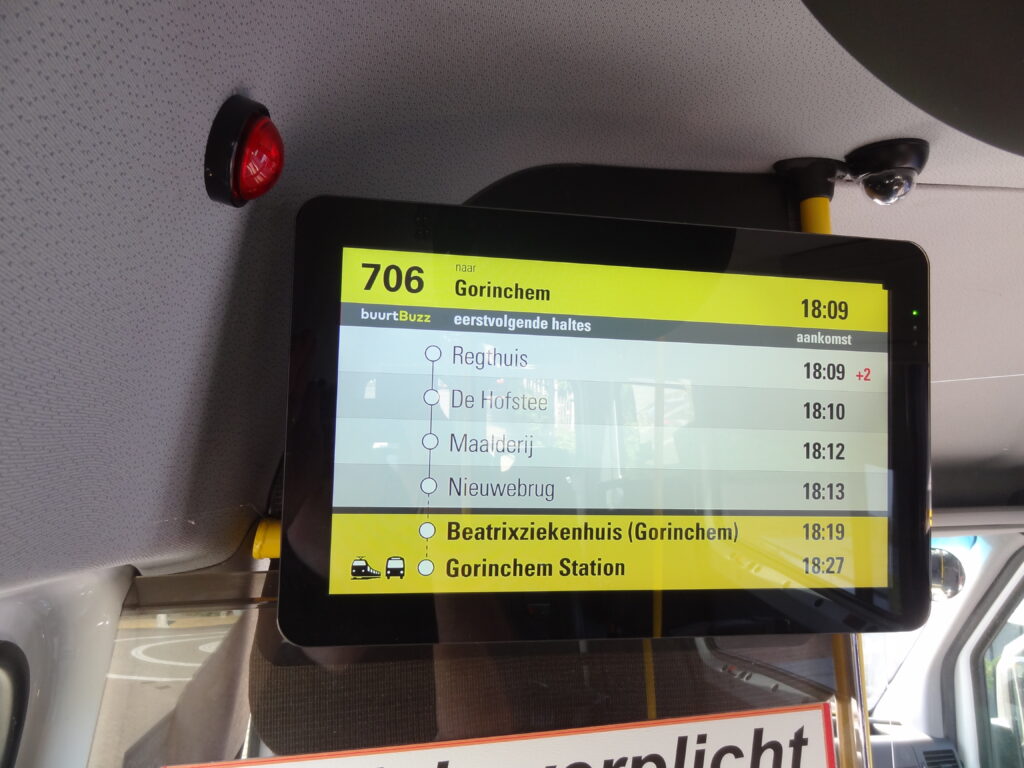 706 naar Gorinchem 18:09
buurtBuzz eerstvolgende haltes aankomst
Regthuis 18:09 +2
De Hofstee 18:10
Maalderij 18:12
Nieuwebrug 18:13
Beatrixziekenhuis (Gorinchem) 18:19
Gorinchem Station 18:27
verplicht